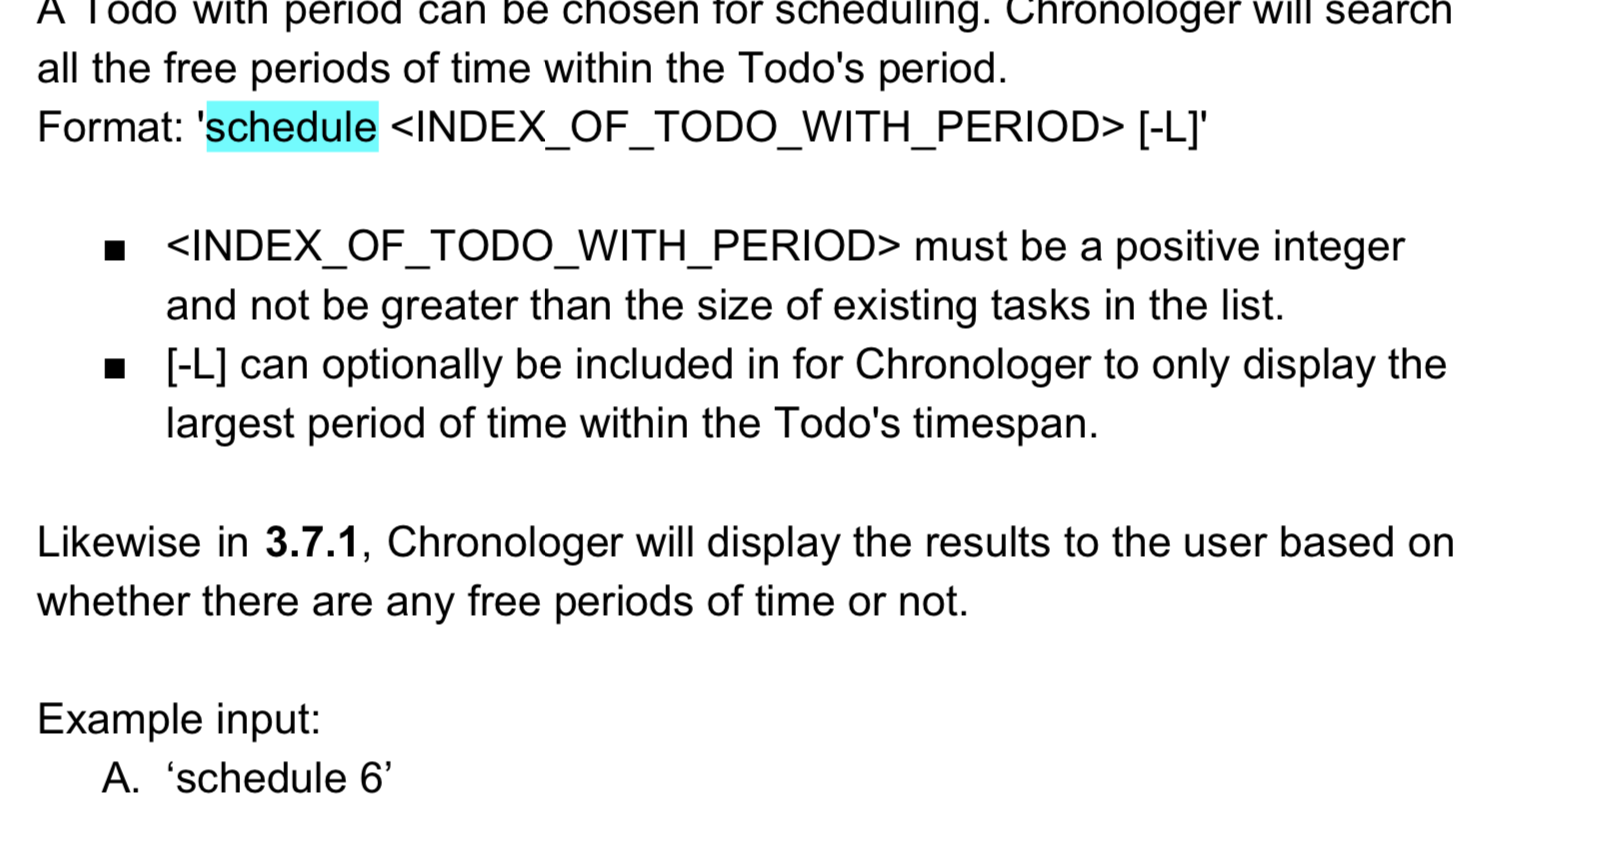 A Todo with period can be chosen for scheduling. Chronologer will search
all the free periods of time within the Todo's period.
Format: 'schedule <INDEX_OF_TODO_WITH_PERIOD> [-L]'
■ <INDEX_OF_TODO_WITH_PERIOD> must be a positive integer
and not be greater than the size of existing tasks in the list.
■ [-L] can optionally be included in for Chronologer to only display the
largest period of time within the Todo's timespan.
Likewise in 3.7.1, Chronologer will display the results to the user based on
whether there are any free periods of time or not.
Example input:
A. ‘schedule 6’